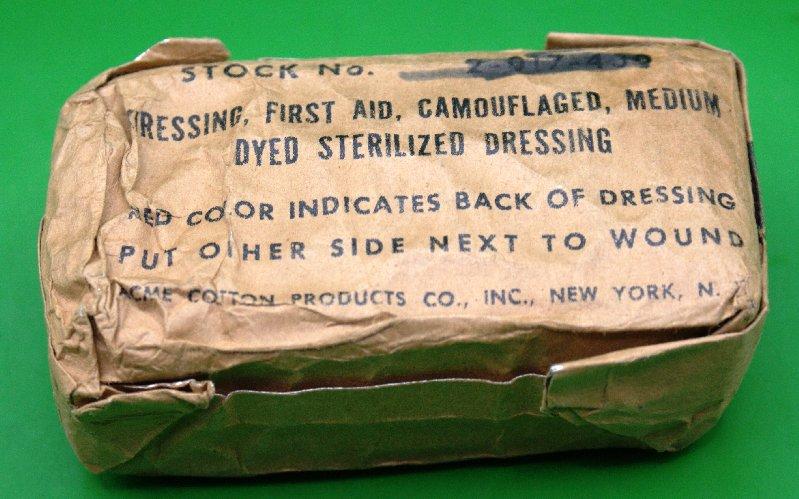 STOCK No.
DRESSING, FIRST AID, CAMOUFLAGED, MEDIUM
DYED STERILIZED DRESSING
RED COLOR INDICATES BACK OF DRESSING
PUT OTHER SIDE NEXT TO WOUND
ACME COTTON PRODUCTS CO., INC., NEW YORK, N.